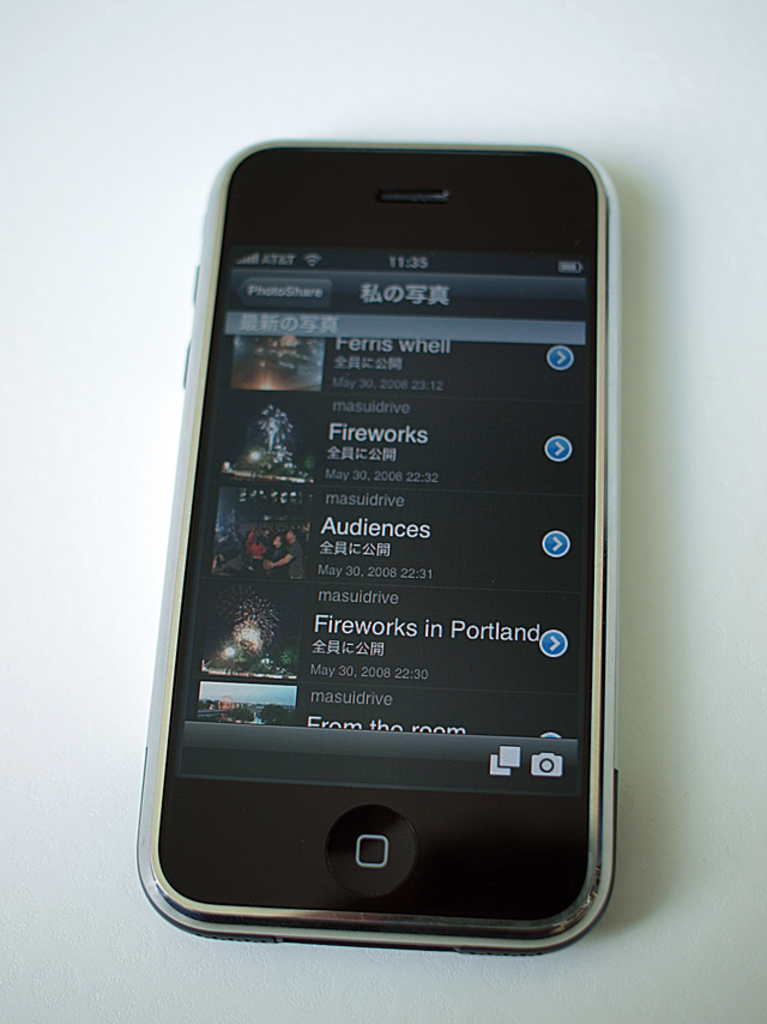 AT&T 11:35
PhotoShare 私の写真
最新の写真
Ferris whell
全員に公開
May 30, 2008 23:12
masuidrive
Fireworks
全員に公開
May 30, 2008 22:32
masuidrive
Audiences
全員に公開
May 30, 2008 22:31
masuidrive
Fireworks in Portland
全員に公開
May 30, 2008 22:30
masuidrive
From the room